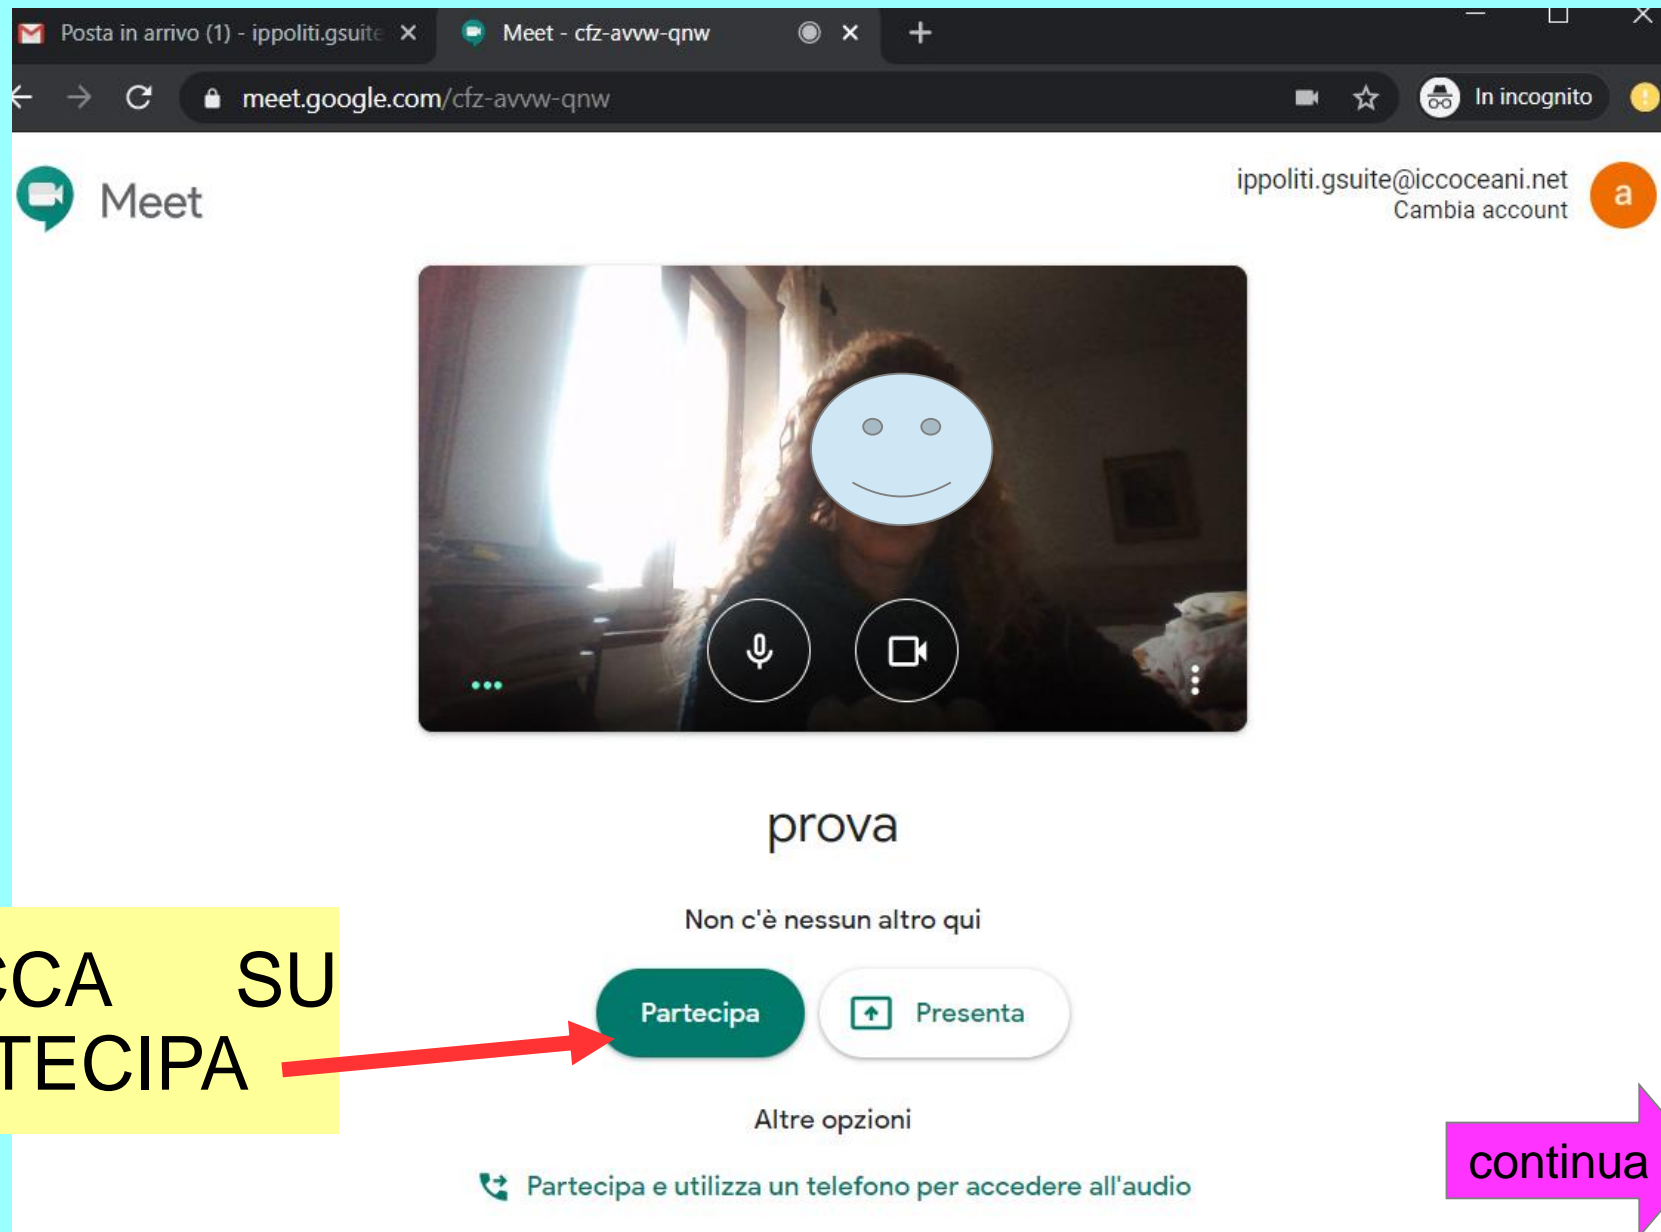 Posta in arrivo (1) - ippoliti.gsuite
Meet - cfz-avvw-qnw
meet.google.com/cfz-avvw-qnw
In incognito
Meet
ippoliti.gsuite@iccoceani.net
Cambia account
a
prova
Non c'è nessun altro qui
CCA SU
TECIPA
Partecipa
Presenta
Altre opzioni
Partecipa e utilizza un telefono per accedere all'audio
continua